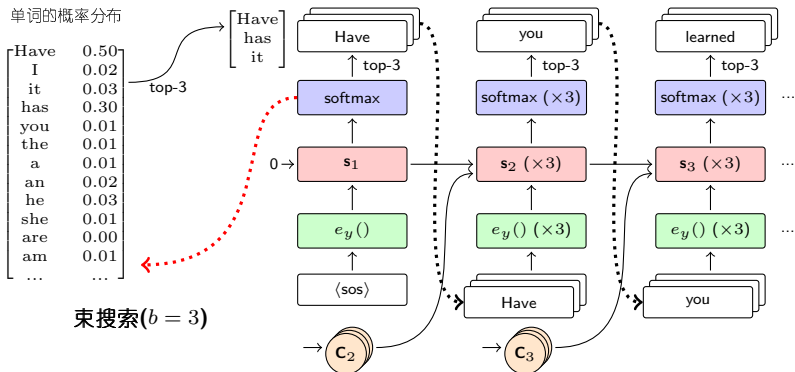 单词的概率分布
Have 0.50
I 0.02
it 0.03
has 0.30
you 0.01
the 0.01
a 0.01
an 0.02
he 0.03
she 0.01
are 0.00
am 0.01
... ...
top-3
Have
has
it
束搜索(b = 3)
Have
top-3
softmax
0
s₁
e_y()
⟨sos⟩
C₂
you
top-3
softmax (×3)
s₂ (×3)
e_y() (×3)
Have
C₃
learned
top-3
softmax (×3)
...
s₃ (×3)
...
e_y() (×3)
...
you